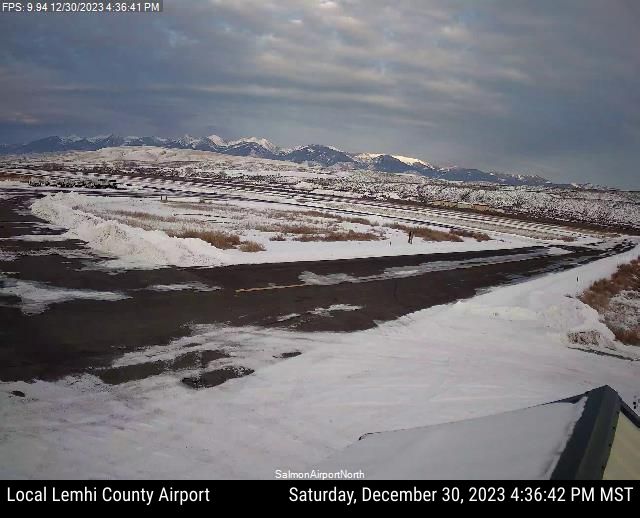 FPS: 9.94 12/30/2023 4:36:41 PM
SalmonAirportNorth
Local Lemhi County Airport Saturday, December 30, 2023 4:36:42 PM MST